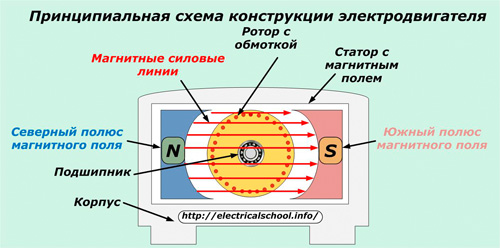 Принципиальная схема конструкции электродвигателя
Ротор с
обмоткой
Магнитные силовые
линии
Статор с
магнитным
полем
Северный полюс
магнитного поля
N
S
Южный полюс
магнитного поля
Подшипник
Корпус
http://electricalschool.info/